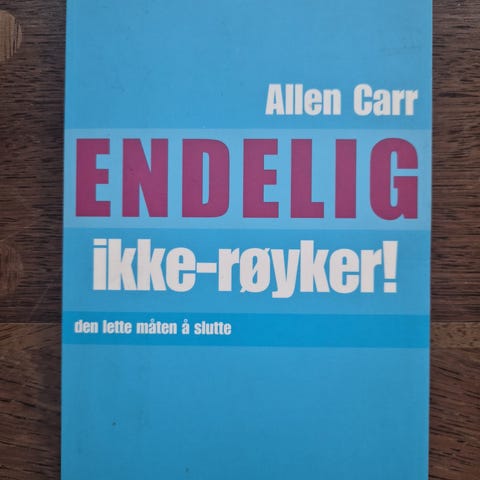 Allen Carr
ENDELIG
ikke-røyker!
den lette måten å slutte